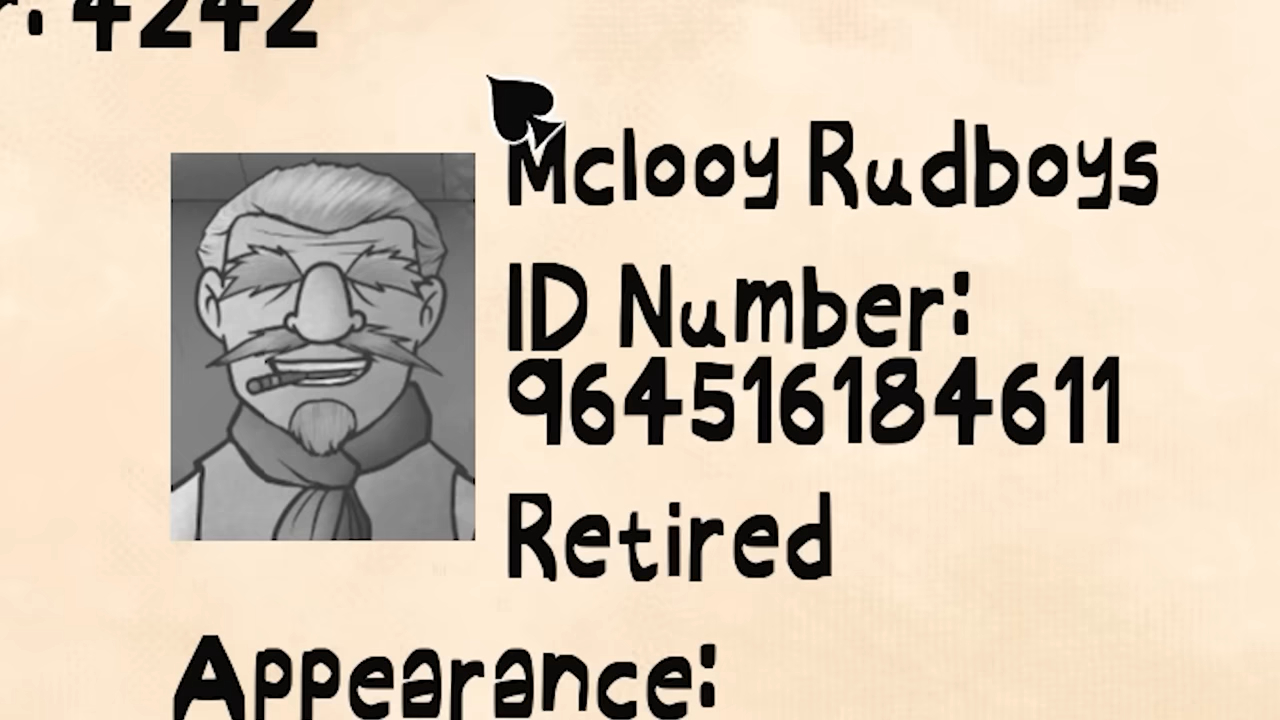 r: 4242
Mclooy Rudboys
ID Number:
964516184611
Retired
Appearance: